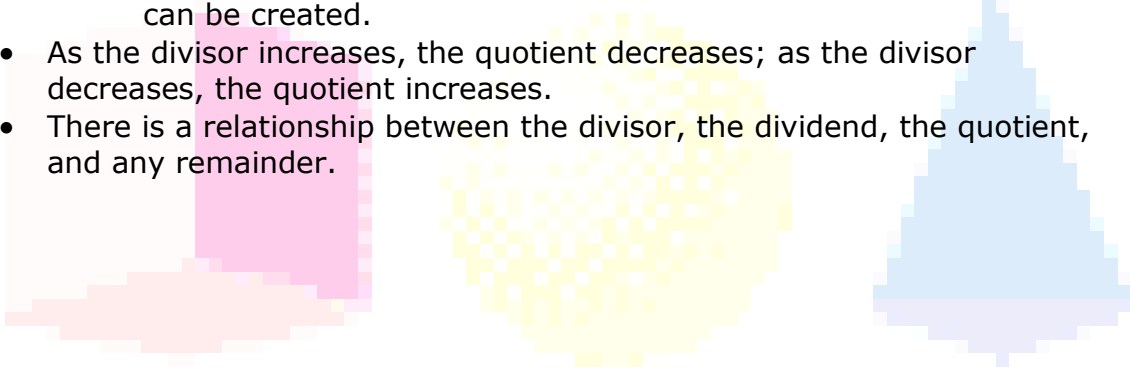 can be created.
• As the divisor increases, the quotient decreases; as the divisor
decreases, the quotient increases.
• There is a relationship between the divisor, the dividend, the quotient,
and any remainder.